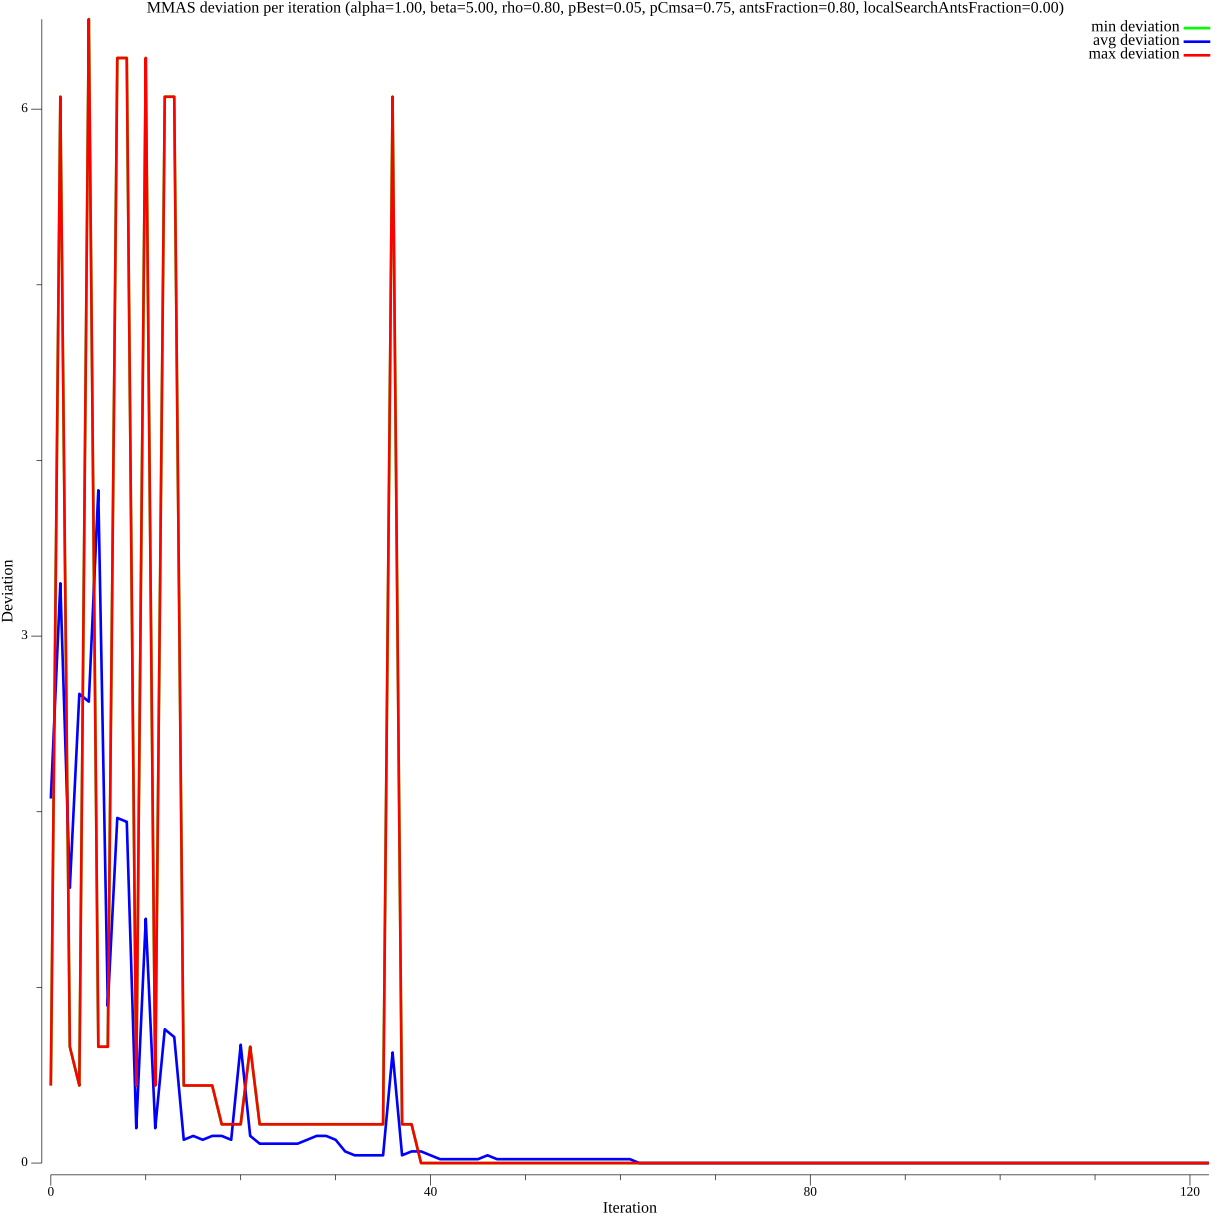 MMAS deviation per iteration (alpha=1.00, beta=5.00, rho=0.80, pBest=0.05, pCmsa=0.75, antsFraction=0.80, localSearchAntsFraction=0.00)
min deviation
avg deviation
max deviation
6
3
0
Deviation
0 40 80 120
Iteration